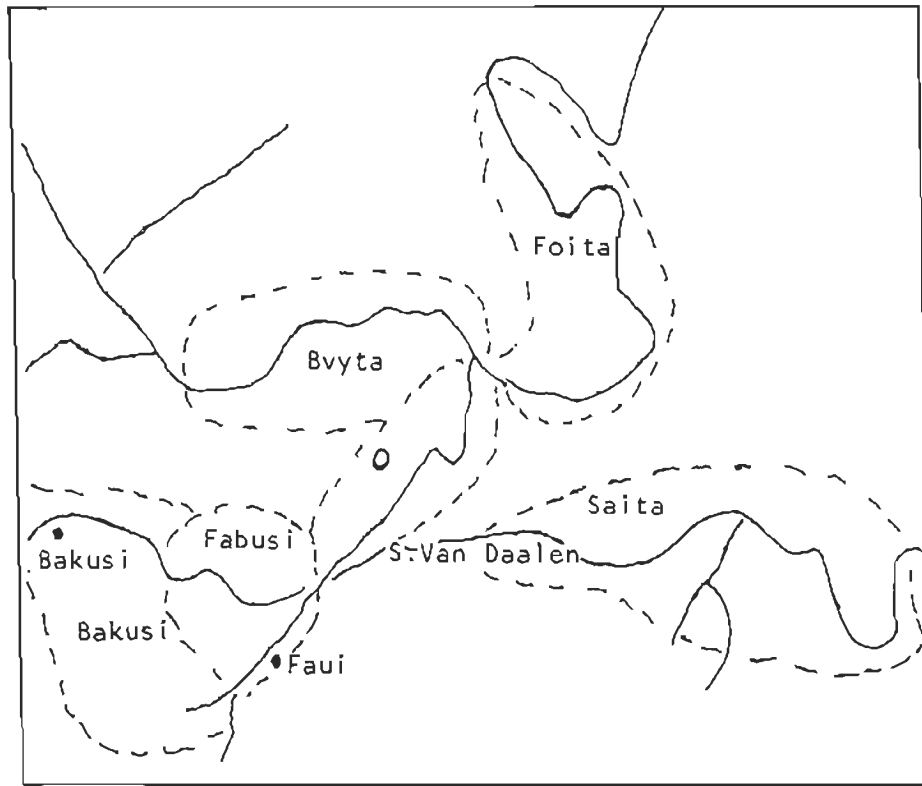 Foita
Bvyta
Saita
Fabusi
S.Van Daalen
Bakusi
Bakusi
Faui